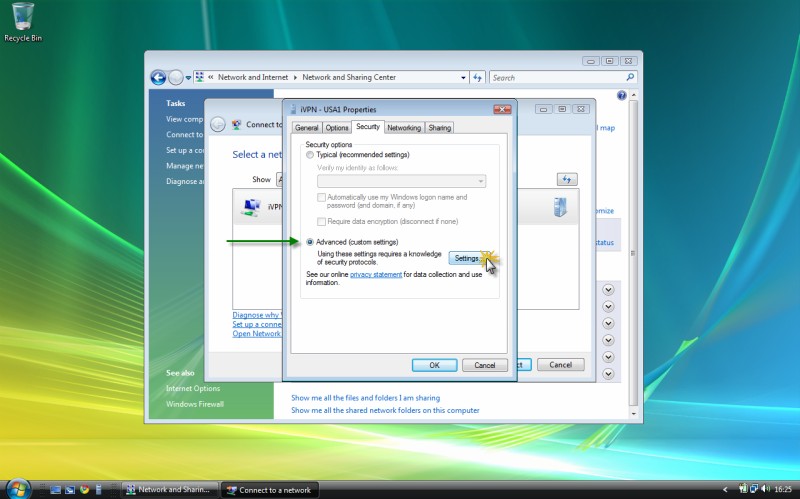 Recycle Bin
« Network and Internet ▸ Network and Sharing Center
Search
Tasks
View comp
Connect to
Set up a co
Manage ne
Diagnose a
See also
Internet Options
Windows Firewall
Connect to
Select a net
Show
iVPN
Diagnose why
Set up a conne
Open Network
Cancel
l map
omize
status
iVPN - USA1 Properties
General Options Security Networking Sharing
Security options
Typical (recommended settings)
Verify my identity as follows:
Automatically use my Windows logon name and
password (and domain, if any)
Require data encryption (disconnect if none)
Advanced (custom settings)
Using these settings requires a knowledge
of security protocols.
Settings...
See our online privacy statement for data collection and use
information.
OK Cancel
Show me all the files and folders I am sharing
Show me all the shared network folders on this computer
Network and Sharin...
Connect to a network
16:25